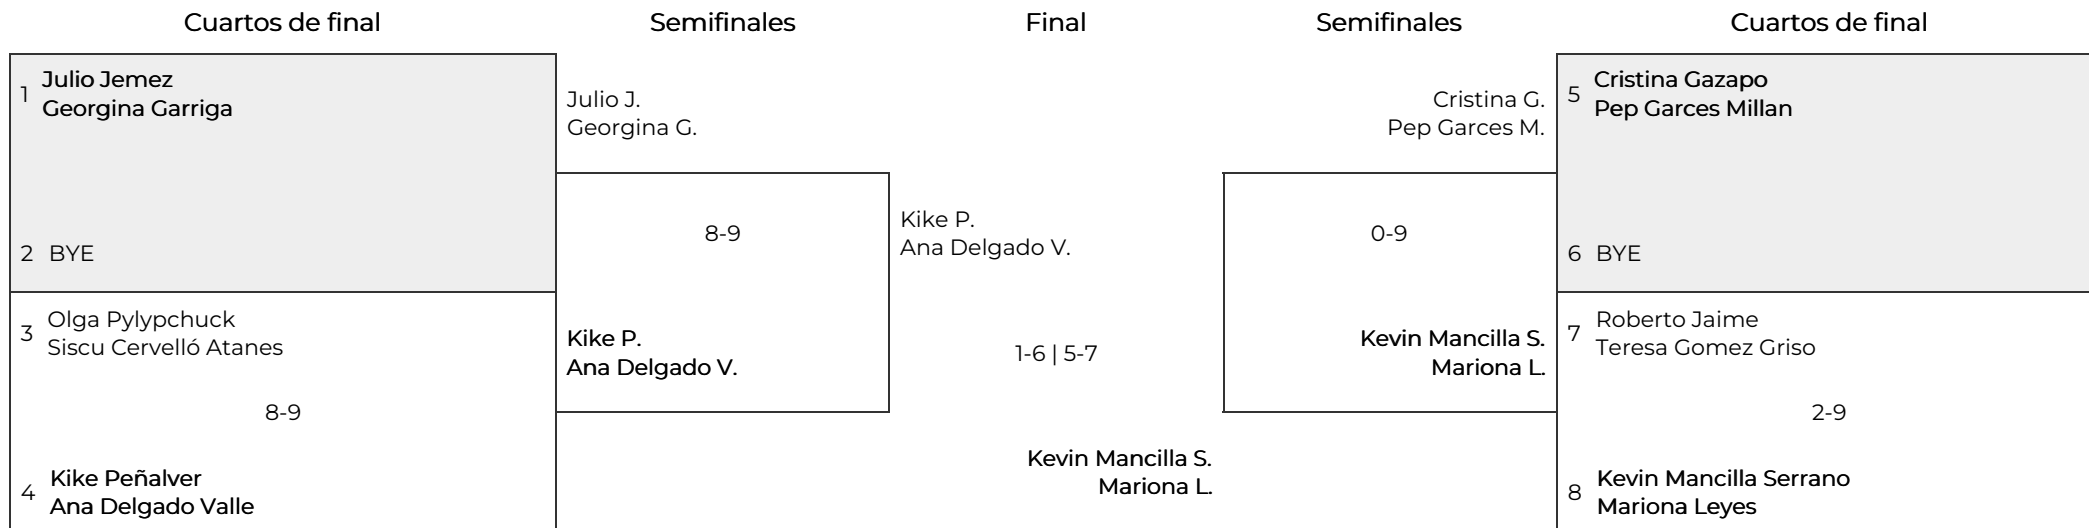 Cuartos de final
Semifinales
Final
Semifinales
Cuartos de final
1
Julio Jemez
Georgina Garriga
2 BYE
3
Olga Pylypchuck
Siscu Cervelló Atanes
8-9
4
Kike Peñalver
Ana Delgado Valle
Julio J.
Georgina G.
8-9
Kike P.
Ana Delgado V.
Kike P.
Ana Delgado V.
1-6 | 5-7
Kevin Mancilla S.
Mariona L.
Cristina G.
Pep Garces M.
0-9
Kevin Mancilla S.
Mariona L.
5
Cristina Gazapo
Pep Garces Millan
6 BYE
7
Roberto Jaime
Teresa Gomez Griso
2-9
8
Kevin Mancilla Serrano
Mariona Leyes